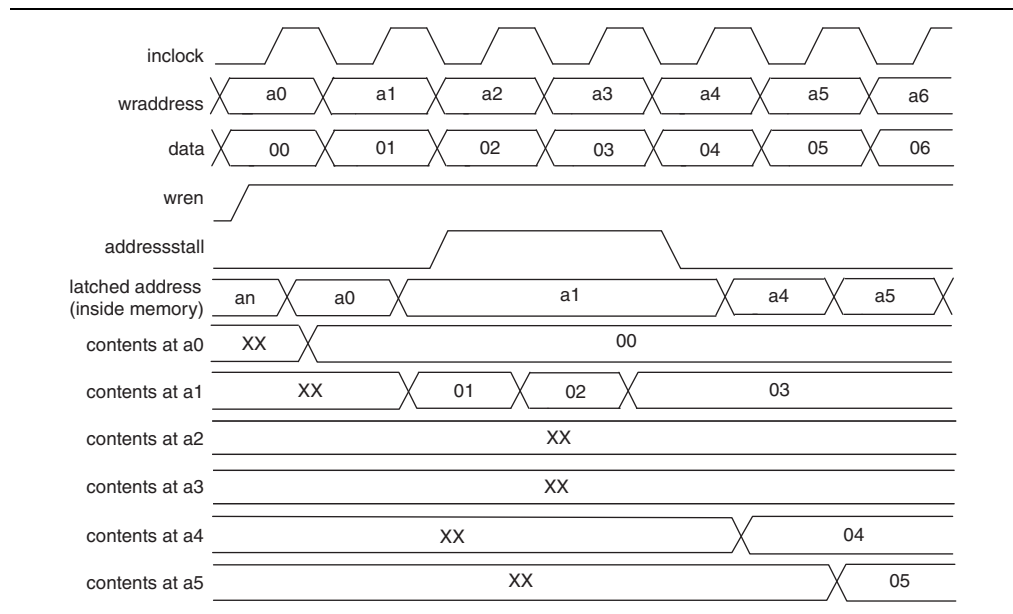 inclock
wraddress a0 a1 a2 a3 a4 a5 a6
data 00 01 02 03 04 05 06
wren
addressstall
latched address
(inside memory) an a0 a1 a4 a5
contents at a0 XX 00
contents at a1 XX 01 02 03
contents at a2 XX
contents at a3 XX
contents at a4 XX 04
contents at a5 XX 05